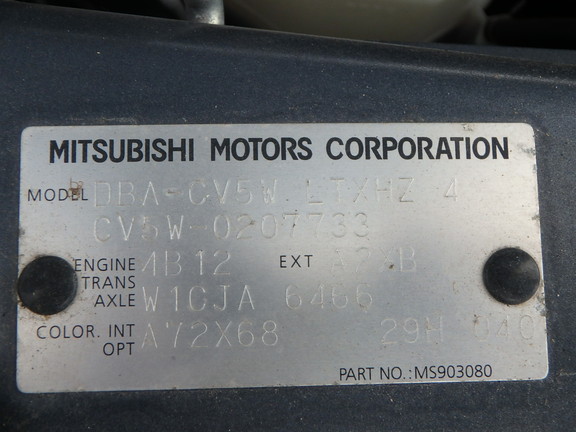 MITSUBISHI MOTORS CORPORATION
MODEL DBA-CV5W LTXHZ 4
CV5W-0207733
ENGINE 4B12 EXT
TRANS
AXLE W1CJA 6466
COLOR. INT A72X68 29H 040
OPT
PART NO.:MS903080